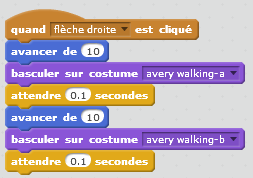 quand flèche droite est cliqué
avancer de 10
basculer sur costume avery walking-a
attendre 0.1 secondes
avancer de 10
basculer sur costume avery walking-b
attendre 0.1 secondes